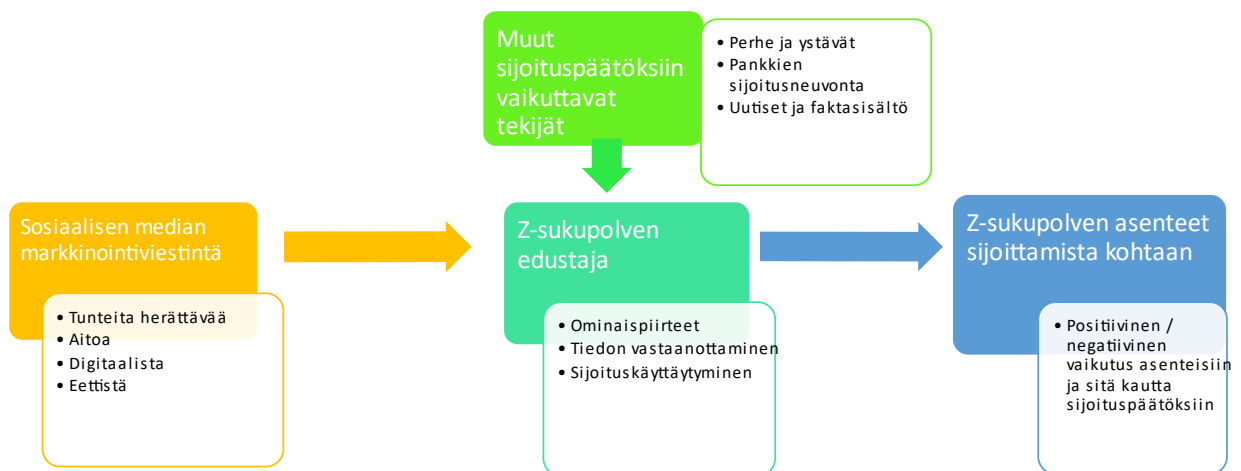 Muut
sijoituspäätöksiin
vaikuttavat
tekijät
• Perhe ja ystävät
• Pankkien
sijoitusneuvonta
• Uutiset ja faktasisältö
Sosiaalisen median
markkinointiviestintä
• Tunteita herättävää
• Aitoa
• Digitaalista
• Eettistä
Z-sukupolven
edustaja
• Ominaispiirteet
• Tiedon vastaanottaminen
• Sijoituskäyttäytyminen
Z-sukupolven asenteet
sijoittamista kohtaan
• Positiivinen /
negatiivinen
vaikutus asenteisiin
ja sitä kautta
sijoituspäätöksiin